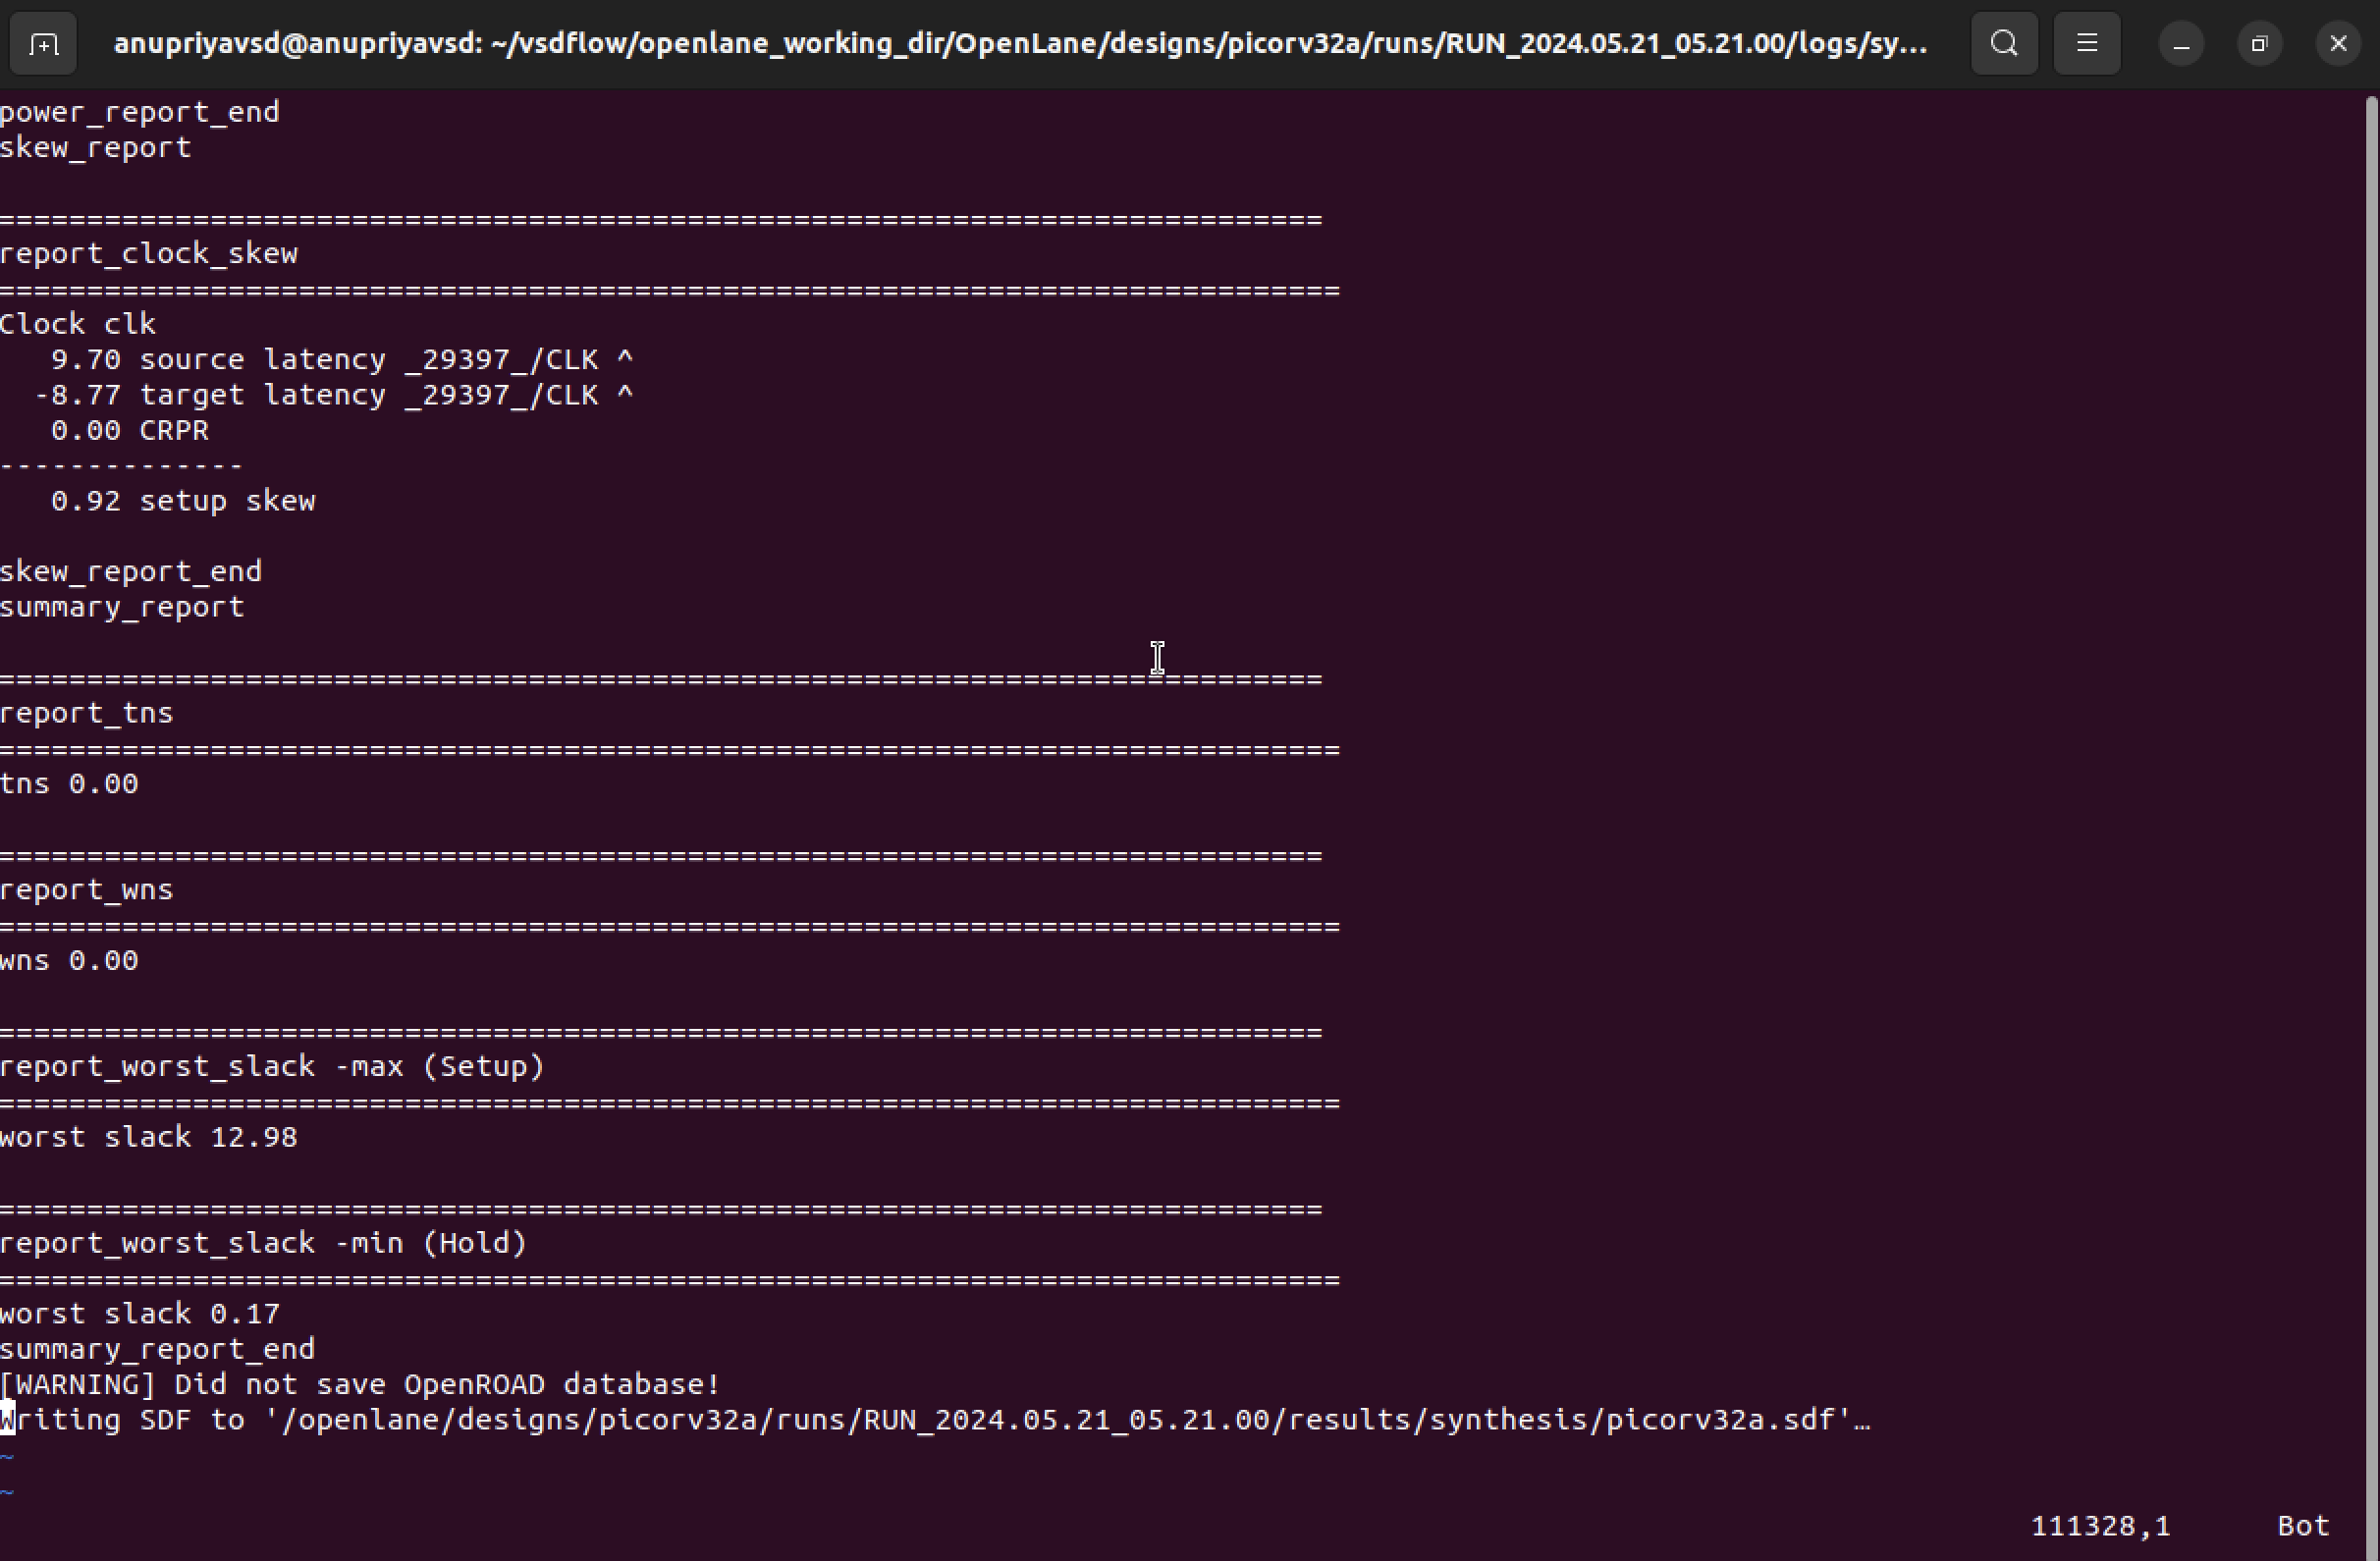 anupriyavsd@anupriyavsd: ~/vsdflow/openlane_working_dir/OpenLane/designs/picorv32a/runs/RUN_2024.05.21_05.21.00/logs/sy...
power_report_end
skew_report
===========================================================================
report_clock_skew
============================================================================
Clock clk
   9.70 source latency _29397_/CLK ^
  -8.77 target latency _29397_/CLK ^
   0.00 CRPR
--------------
   0.92 setup skew
skew_report_end
summary_report
===========================================================================
report_tns
============================================================================
tns 0.00
===========================================================================
report_wns
============================================================================
wns 0.00
===========================================================================
report_worst_slack -max (Setup)
============================================================================
worst slack 12.98
===========================================================================
report_worst_slack -min (Hold)
============================================================================
worst slack 0.17
summary_report_end
[WARNING] Did not save OpenROAD database!
Writing SDF to '/openlane/designs/picorv32a/runs/RUN_2024.05.21_05.21.00/results/synthesis/picorv32a.sdf'…
~
~
111328,1 Bot